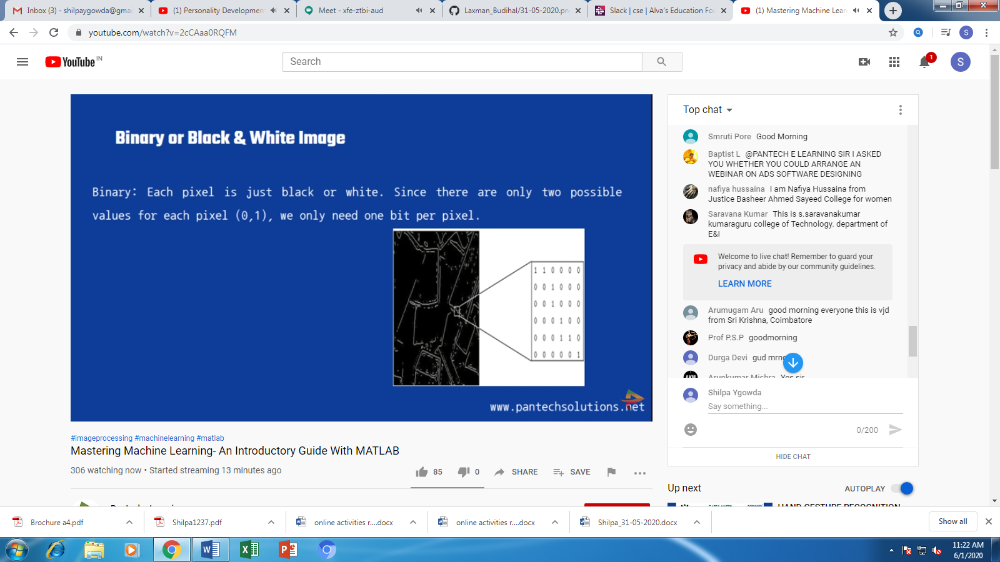 Inbox (3) - shilpaygowda@gmai
(1) Personality Developmen
Meet - xfe-ztbi-aud
Laxman_Budihal/31-05-2020.pn
Slack | cse | Alva's Education Fou
(1) Mastering Machine Lear
youtube.com/watch?v=2cCAaa0RQFM
S
YouTube IN
Search
1
S
Binary or Black & White Image
Binary: Each pixel is just black or white. Since there are only two possible
values for each pixel (0,1), we only need one bit per pixel.
1 1 0 0 0 0
0 0 1 0 0 0
0 0 1 0 0 0
0 0 0 1 0 0
0 0 0 1 1 0
0 0 0 0 0 1
www.pantechsolutions.net
#imageprocessing #machinelearning #matlab
Mastering Machine Learning- An Introductory Guide With MATLAB
306 watching now • Started streaming 13 minutes ago
85
0
SHARE
SAVE
Top chat
Smruti Pore Good Morning
Baptist L @PANTECH E LEARNING SIR I ASKED
YOU WHETHER YOU COULD ARRANGE AN
WEBINAR ON ADS SOFTWARE DESIGNING
nafiya hussaina I am Nafiya Hussaina from
Justice Basheer Ahmed Sayeed College for women
Saravana Kumar This is s.saravanakumar
kumaraguru college of Technology. department of
E&I
Welcome to live chat! Remember to guard your
privacy and abide by our community guidelines.
LEARN MORE
Arumugam Aru good morning everyone this is vjd
from Sri Krishna, Coimbatore
Prof P.S.P goodmorning
Durga Devi gud mrng
Arunkumar Mishra Yes sir
Shilpa Ygowda
Say something...
0/200
HIDE CHAT
Up next
AUTOPLAY
HAND GESTURE RECOGNITION
Brochure a4.pdf
Shilpa1237.pdf
online activities r....docx
online activities r....docx
Shilpa_31-05-2020.docx
Show all
11:22 AM
6/1/2020